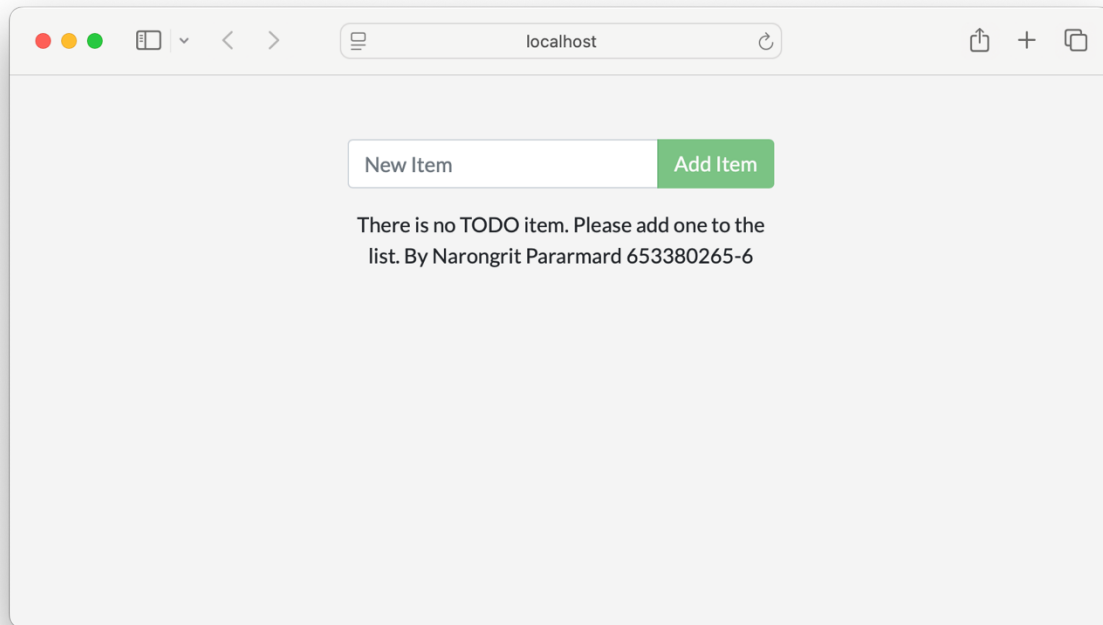 localhost
New Item
Add Item
There is no TODO item. Please add one to the
list. By Narongrit Pararmard 653380265-6